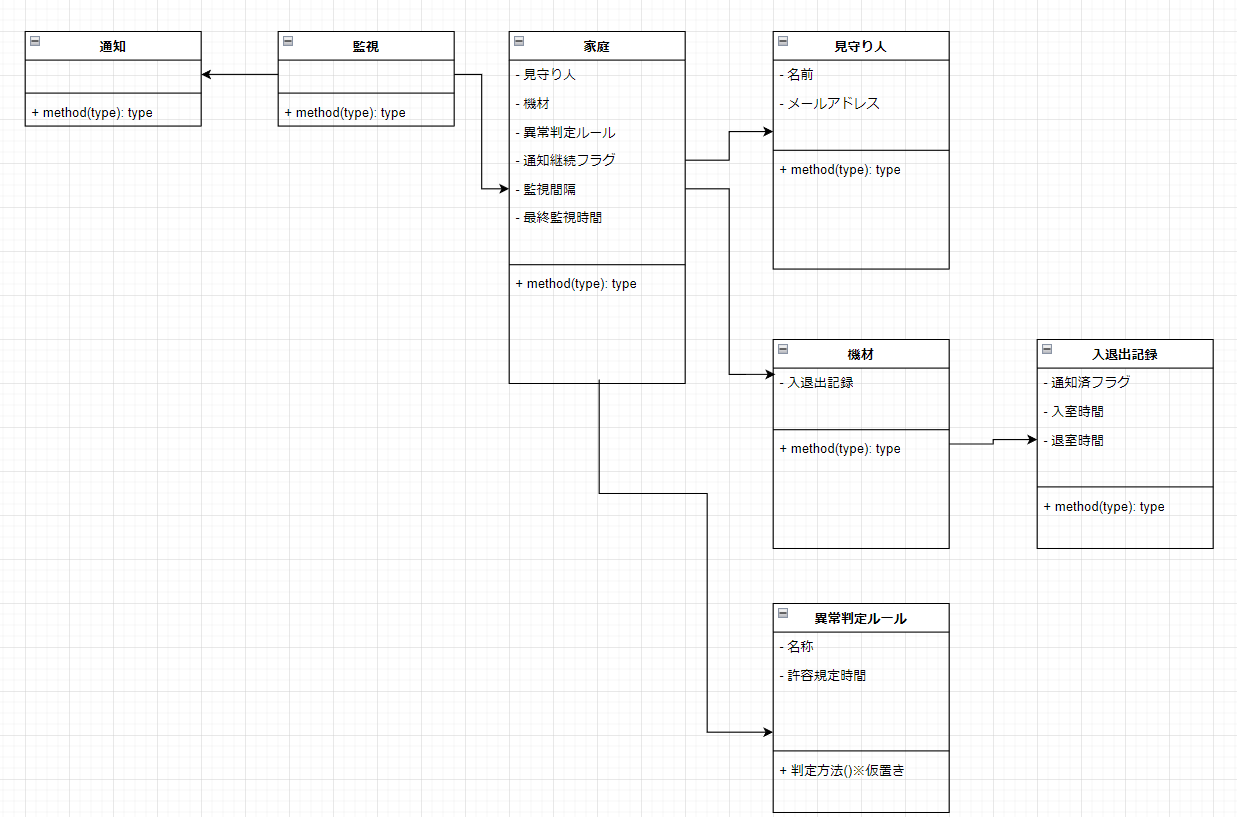 通知
+ method(type): type
監視
+ method(type): type
家庭
- 見守り人
- 機材
- 異常判定ルール
- 通知継続フラグ
- 監視間隔
- 最終監視時間
+ method(type): type
見守り人
- 名前
- メールアドレス
+ method(type): type
機材
- 入退出記録
+ method(type): type
入退出記録
- 通知済フラグ
- 入室時間
- 退室時間
+ method(type): type
異常判定ルール
- 名称
- 許容規定時間
+ 判定方法()※仮置き